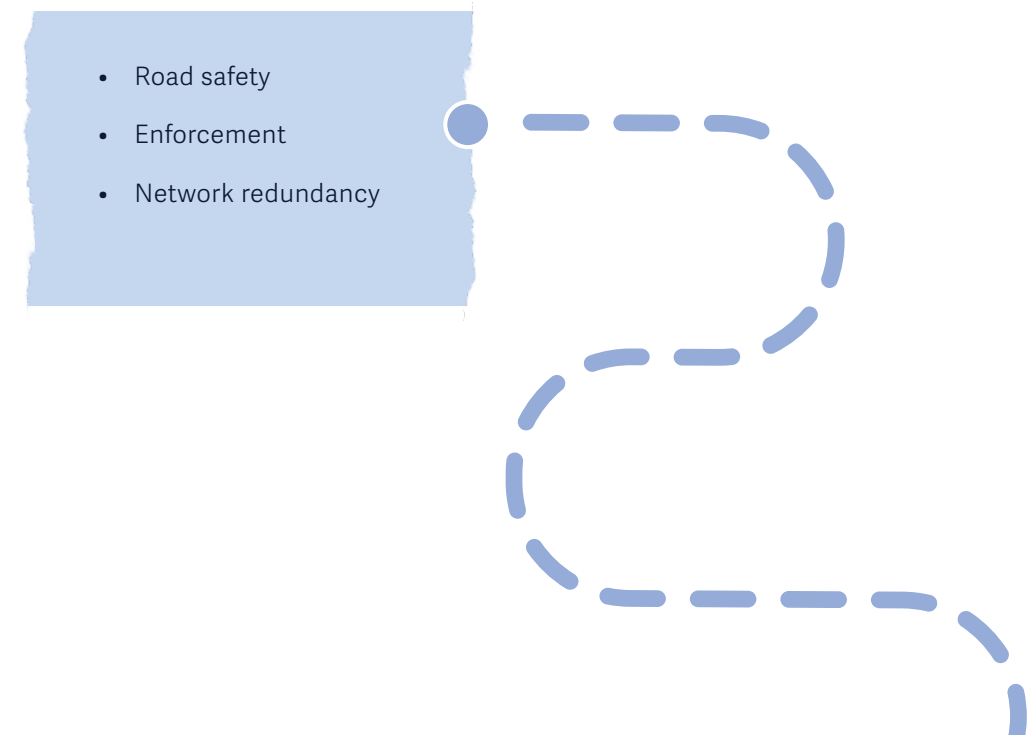 • Road safety
• Enforcement
• Network redundancy